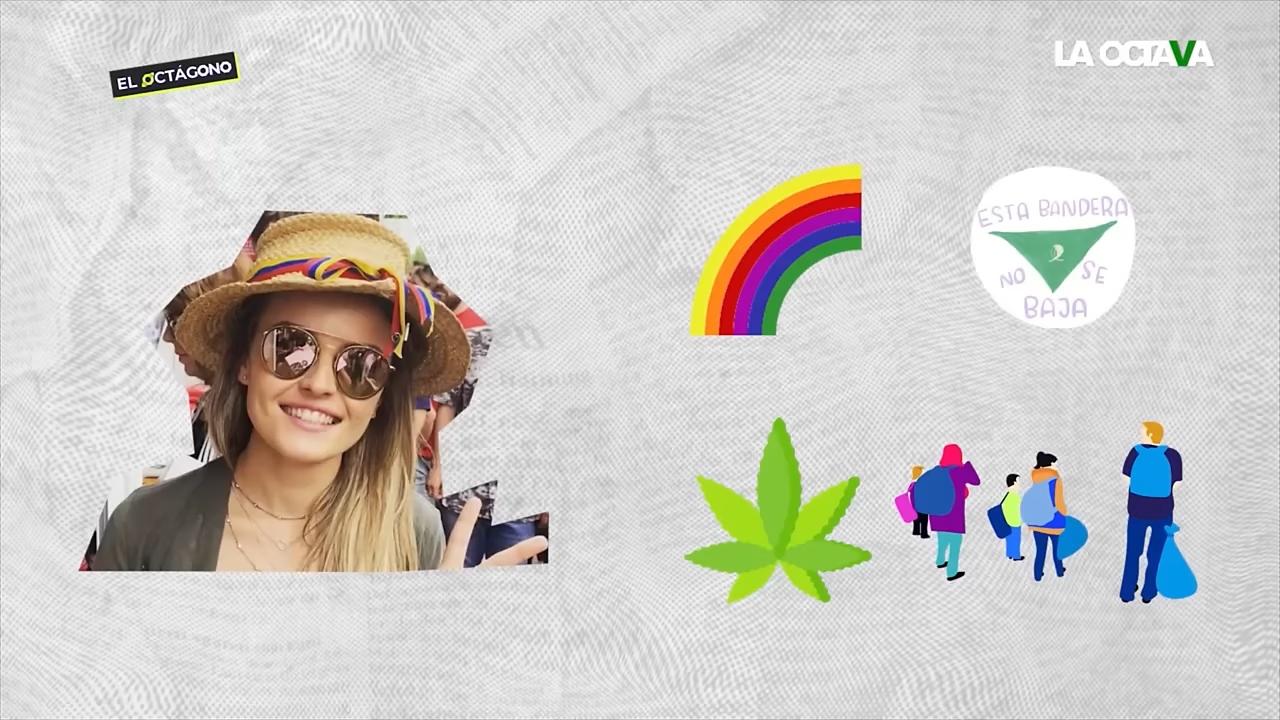 EL OCTÁGONO
LA OCTAVA
ESTA BANDERA
NO SE
BAJA